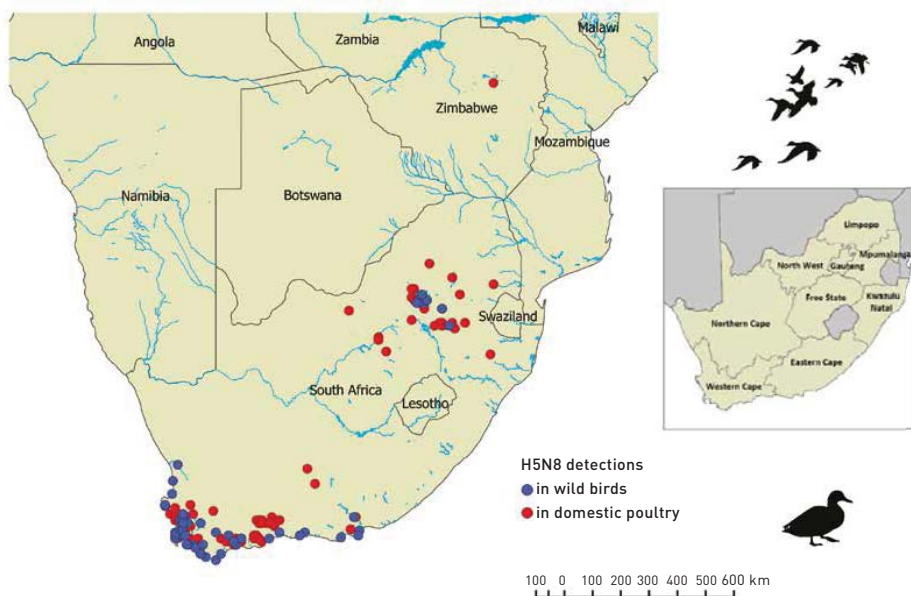 Angola
Zambia
Malawi
Zimbabwe
Mozambique
Namibia
Botswana
Swaziland
South Africa
Lesotho
Limpopo
Mpumalanga
North West
Gauteng
Free State
KwaZulu
Natal
Northern Cape
Eastern Cape
Western Cape
H5N8 detections
in wild birds
in domestic poultry
100 0 100 200 300 400 500 600 km